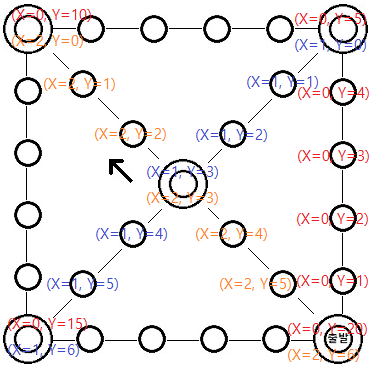 (X=0, Y=10)
(X=2, Y=0)
(X=0, Y=5)
(X=1, Y=0)
(X=2, Y=1)
(X=1, Y=1)
(X=0, Y=4)
(X=2, Y=2)
(X=1, Y=2)
(X=0, Y=3)
(X=1, Y=3)
(X=2, Y=3)
(X=0, Y=2)
(X=1, Y=4)
(X=2, Y=4)
(X=1, Y=5)
(X=2, Y=5)
(X=0, Y=1)
(X=0, Y=15)
(X=1, Y=6)
(X=0, Y=20)
출발
(X=2, Y=6)